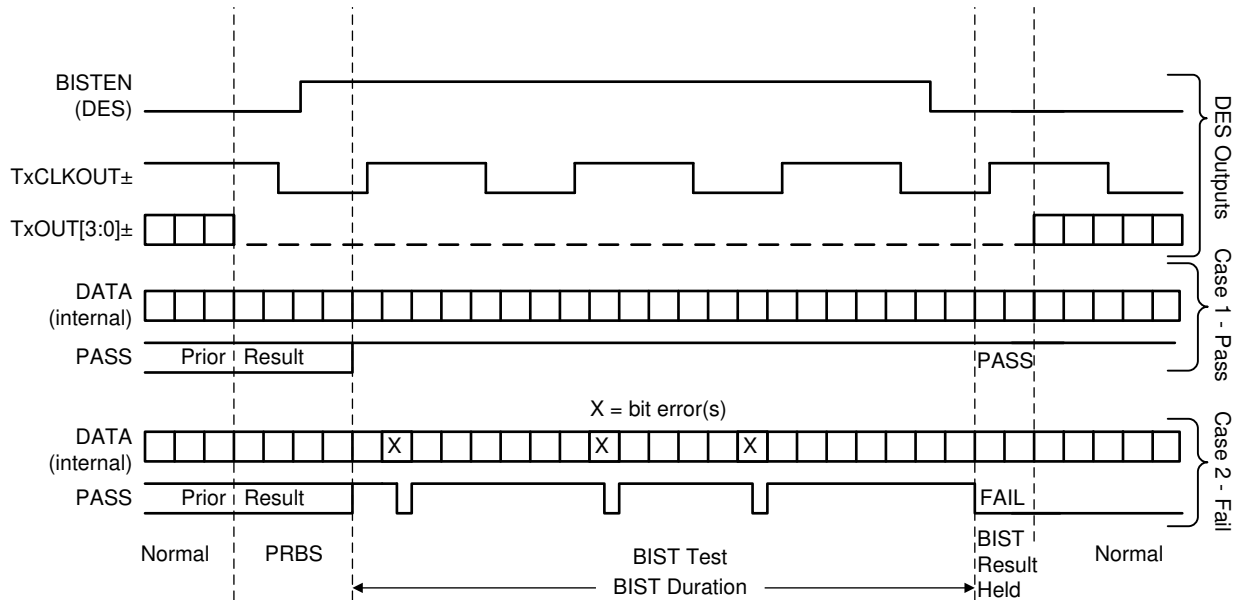 BISTEN
(DES)
TxCLKOUT±
TxOUT[3:0]±
DES Outputs
DATA
(internal)
PASS
Prior Result
PASS
Case 1 - Pass
X = bit error(s)
DATA
(internal)
X
X
X
PASS
Prior Result
FAIL
Case 2 - Fail
Normal
PRBS
BIST Test
BIST Duration
BIST
Result
Held
Normal